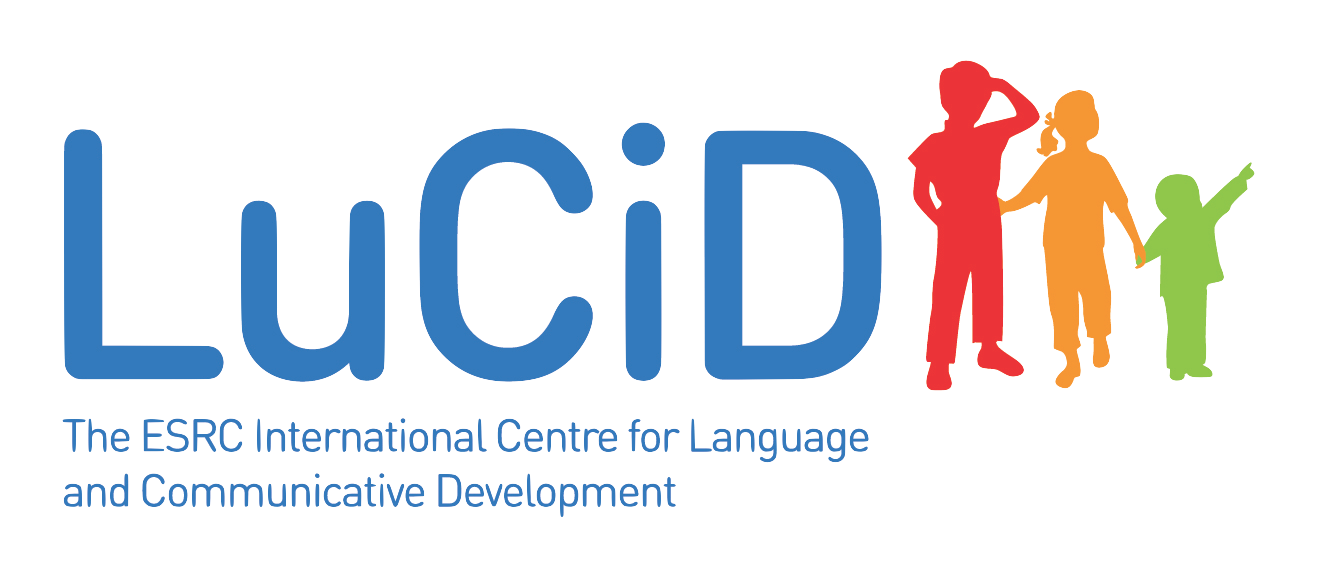 LuCiD
The ESRC International Centre for Language
and Communicative Development